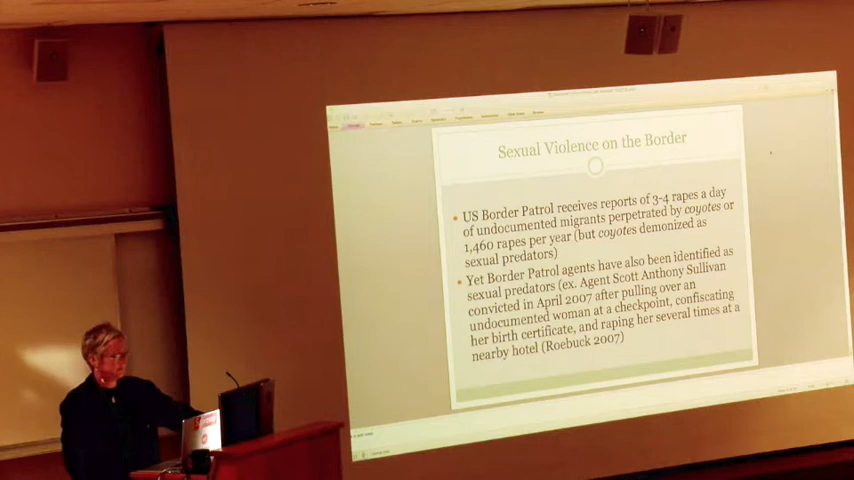 Sexual Violence on the Border
• US Border Patrol receives reports of 3-4 rapes a day
of undocumented migrants perpetrated by coyotes or
1,460 rapes per year (but coyotes demonized as
sexual predators)
• Yet Border Patrol agents have also been identified as
sexual predators (ex. Agent Scott Anthony Sullivan
convicted in April 2007 after pulling over an
undocumented woman at a checkpoint, confiscating
her birth certificate, and raping her several times at a
nearby hotel (Roebuck 2007)